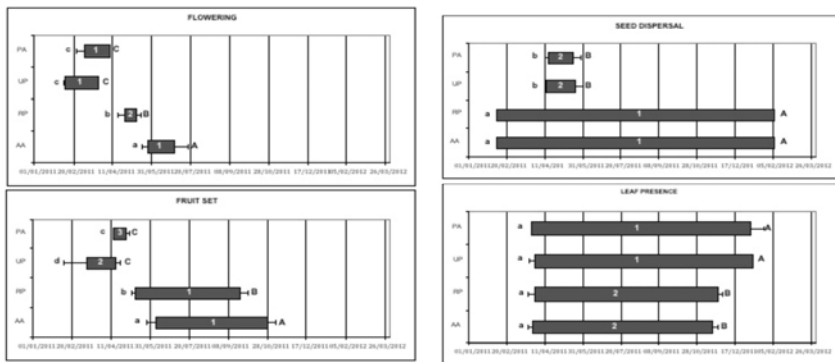 FLOWERING
PA c 1 C
UP c 1 C
RP b 2 B
AA a 1 A
01/01/2011 20/02/2011 11/04/2011 31/05/2011 20/07/2011 08/09/2011 28/10/2011 17/12/2011 05/02/2012 26/03/2012
SEED DISPERSAL
PA b 2 B
UP b 2 B
RP a 1 A
AA a 1 A
01/01/2011 20/02/2011 11/04/2011 31/05/2011 20/07/2011 08/09/2011 28/10/2011 17/12/2011 05/02/2012 26/03/2012
FRUIT SET
PA c 3 C
UP d 2 C
RP b 1 B
AA a 1 A
01/01/2011 20/02/2011 11/04/2011 31/05/2011 20/07/2011 08/09/2011 28/10/2011 17/12/2011 05/02/2012 26/03/2012
LEAF PRESENCE
PA a 1 A
UP a 1 A
RP a 2 B
AA a 2 B
01/01/2011 20/02/2011 11/04/2011 31/05/2011 20/07/2011 08/09/2011 28/10/2011 17/12/2011 05/02/2012 26/03/2012